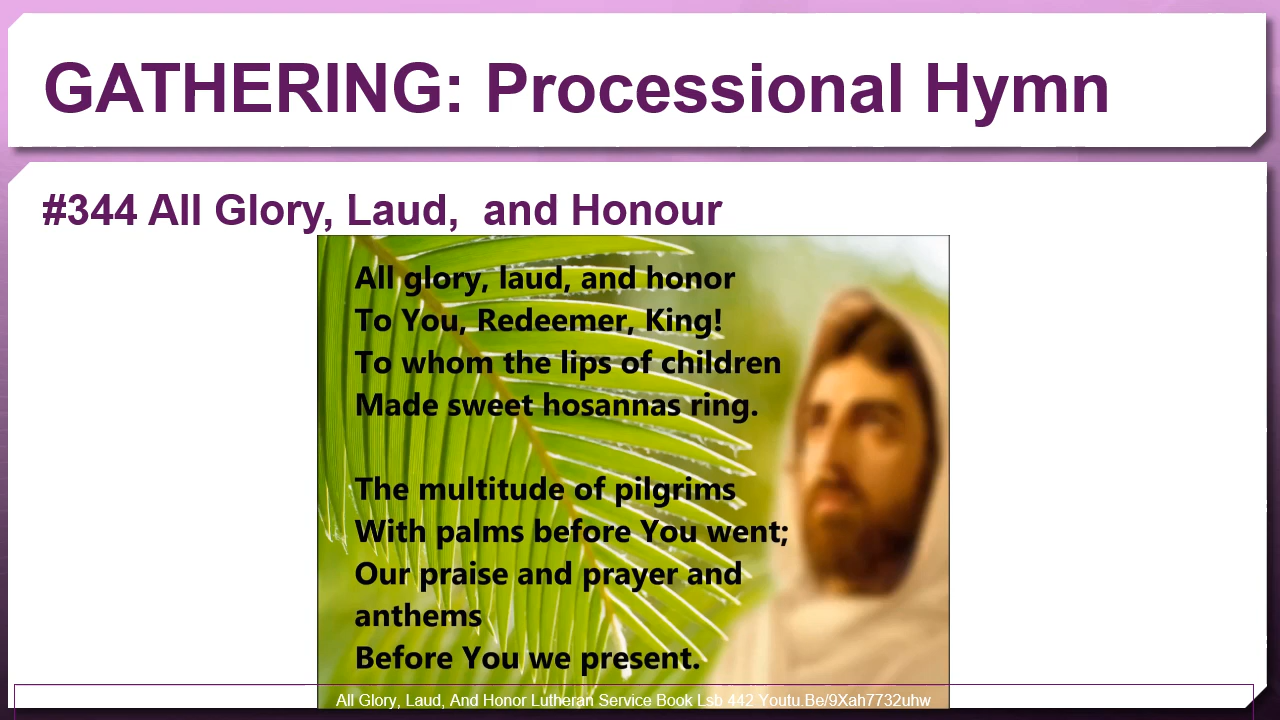 GATHERING: Processional Hymn
#344 All Glory, Laud,  and Honour
All glory, laud, and honor
To You, Redeemer, King!
To whom the lips of children
Made sweet hosannas ring.
The multitude of pilgrims
With palms before You went;
Our praise and prayer and
anthems
Before You we present.
All Glory, Laud, And Honor Lutheran Service Book Lsb 442 Youtu.Be/9Xah7732uhw